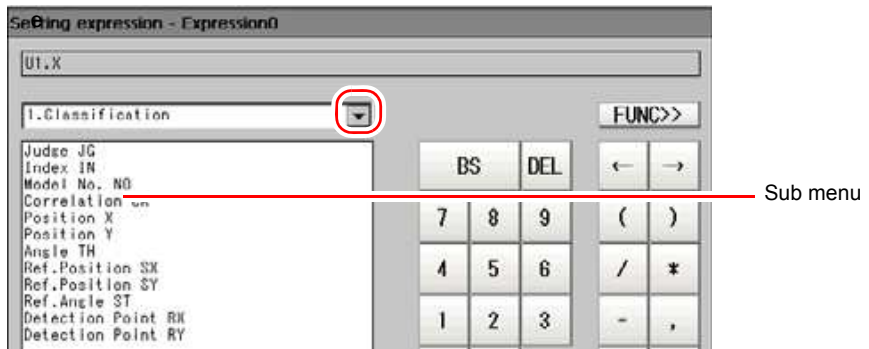 Setting expression - Expression0
U1.X
1.Classification
FUNC>>
Judge JG
Index IN
Model No. NO
Correlation
Position X
Position Y
Angle TH
Ref.Position SX
Ref.Position SY
Ref.Angle ST
Detection Point RX
Detection Point RY
BS DEL ← →
7 8 9 ( )
Sub menu
4 5 6 / *
1 2 3 - ,